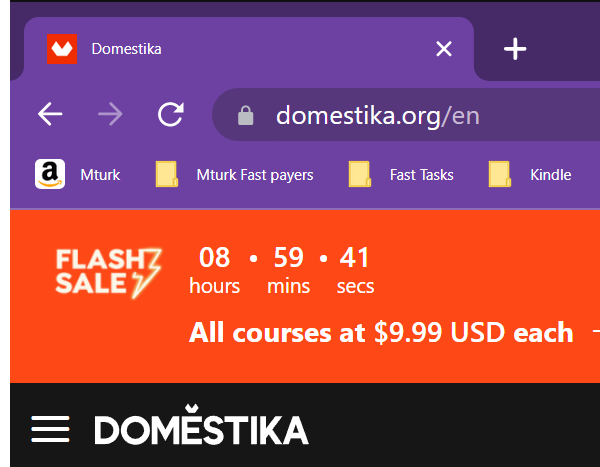 Domestika
domestika.org/en
Mturk Mturk Fast payers Fast Tasks Kindle
FLASH SALE
08 • 59 • 41
hours mins secs
All courses at $9.99 USD each
DOMĚSTIKA